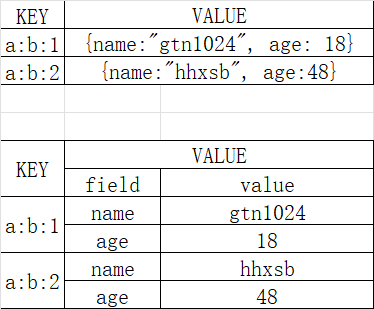 KEY VALUE
a:b:1 {name:"gtn1024", age: 18}
a:b:2 {name:"hhxsb", age:48}
KEY VALUE
field value
a:b:1 name gtn1024
age 18
a:b:2 name hhxsb
age 48